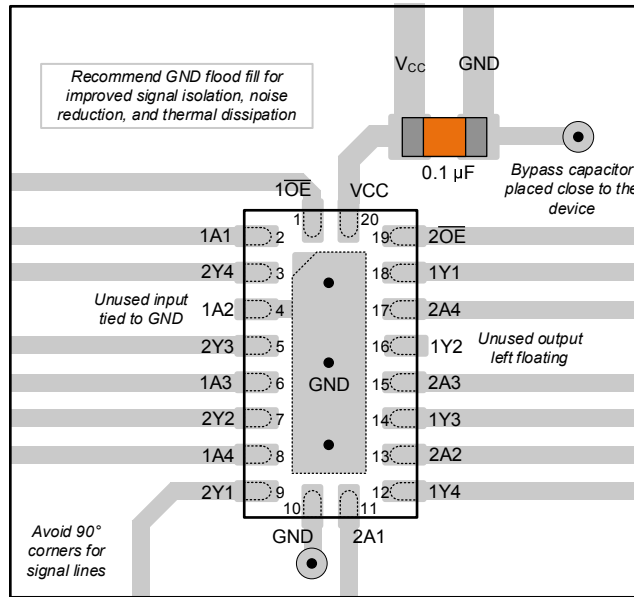 Recommend GND flood fill for
improved signal isolation, noise
reduction, and thermal dissipation
VCC GND
0.1 µF
Bypass capacitor
placed close to the
device
1O̅E̅ VCC
1 20
1A1 2 19 2O̅E̅
2Y4 3 18 1Y1
Unused input
tied to GND
1A2 4 17 2A4
2Y3 5 16 1Y2
Unused output
left floating
1A3 6 GND 15 2A3
2Y2 7 14 1Y3
1A4 8 13 2A2
2Y1 9 12 1Y4
10 11
GND 2A1
Avoid 90°
corners for
signal lines